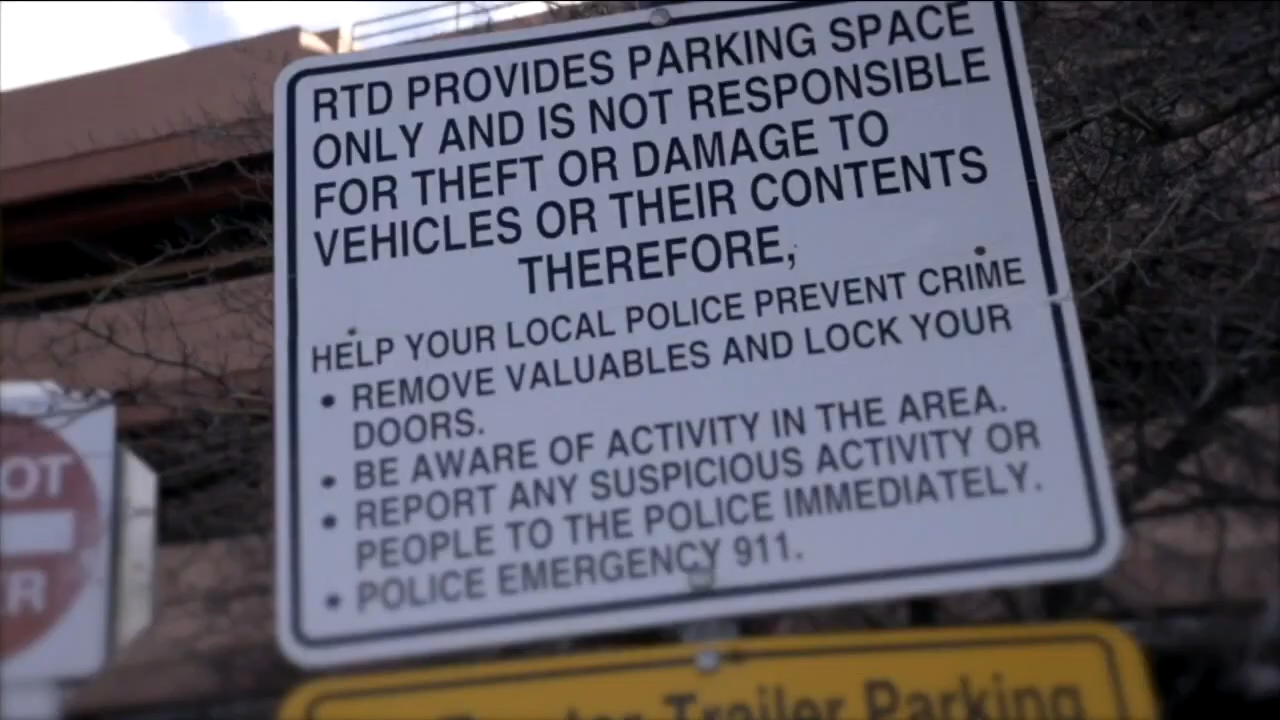 RTD PROVIDES PARKING SPACE
ONLY AND IS NOT RESPONSIBLE
FOR THEFT OR DAMAGE TO
VEHICLES OR THEIR CONTENTS
THEREFORE,
HELP YOUR LOCAL POLICE PREVENT CRIME
• REMOVE VALUABLES AND LOCK YOUR
DOORS.
• BE AWARE OF ACTIVITY IN THE AREA.
• REPORT ANY SUSPICIOUS ACTIVITY OR
PEOPLE TO THE POLICE IMMEDIATELY.
• POLICE EMERGENCY 911.
OT
ER
Trailer Parking